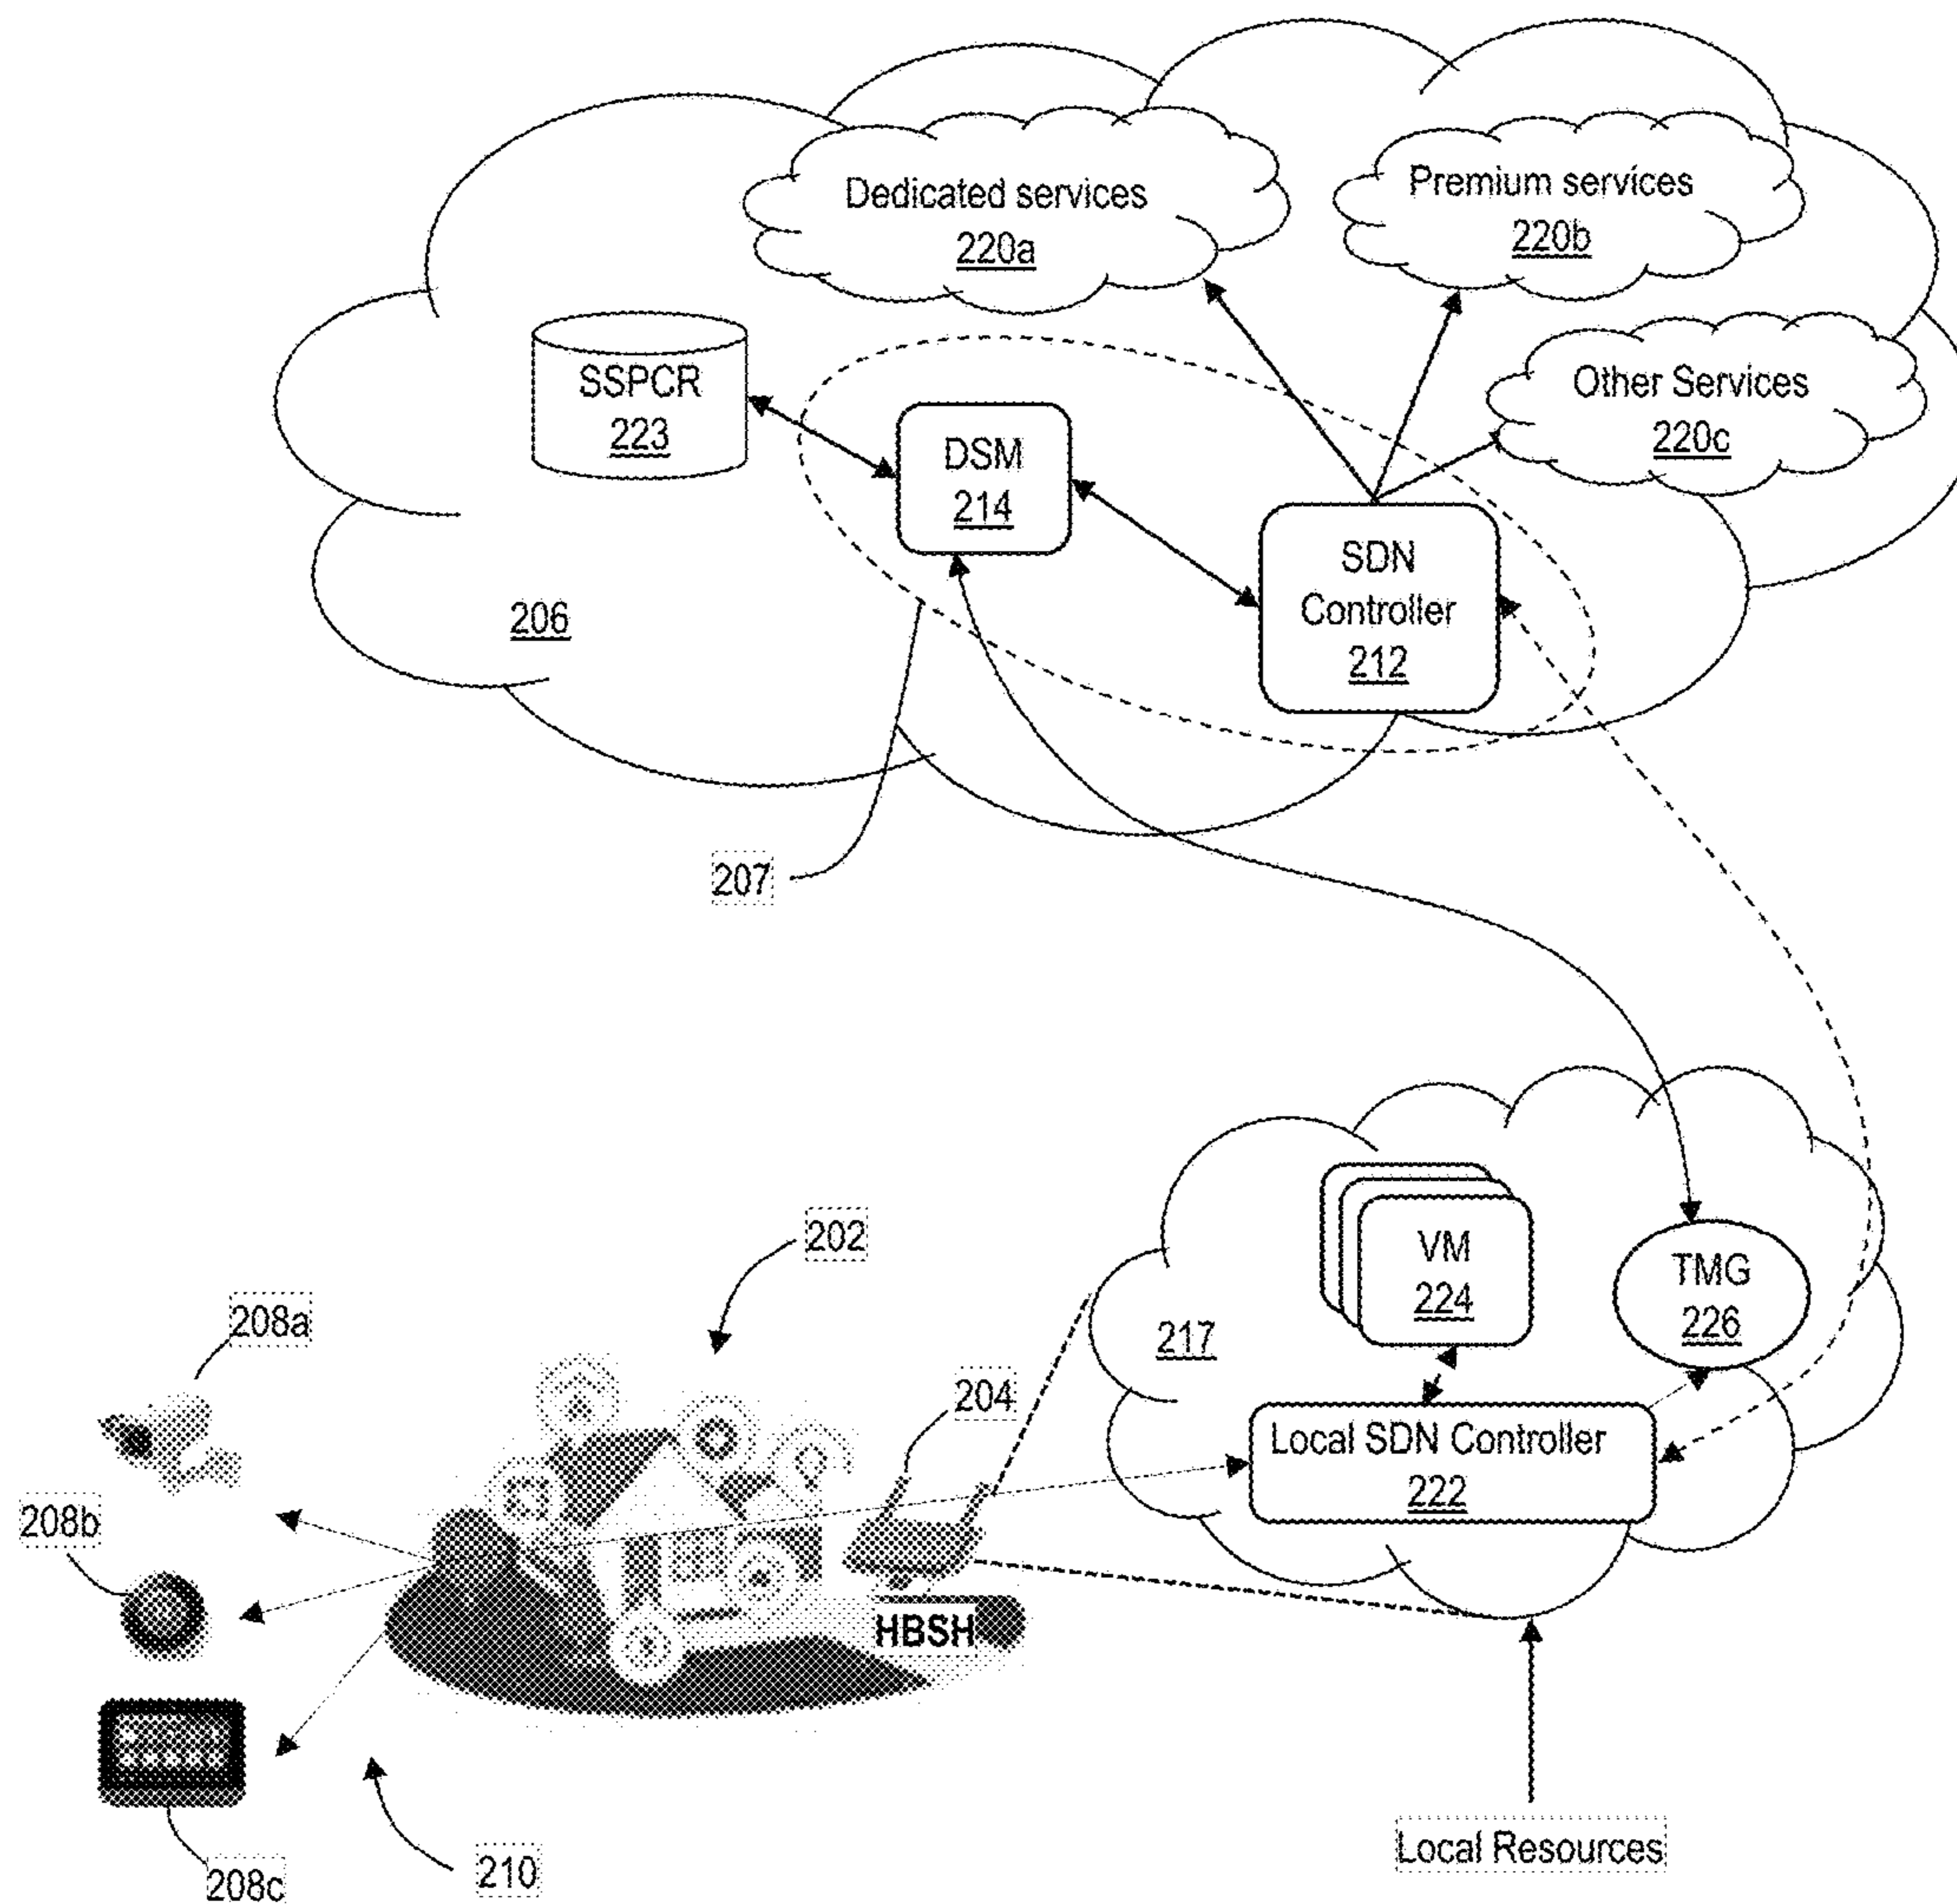 Dedicated services
220a
Premium services
220b
SSPCR
223
Other Services
220c
DSM
214
SDN
Controller
212
206
207
202
VM
224
TMG
226
208a
217
204
Local SDN Controller
222
208b
HBSH
Local Resources
210
208c